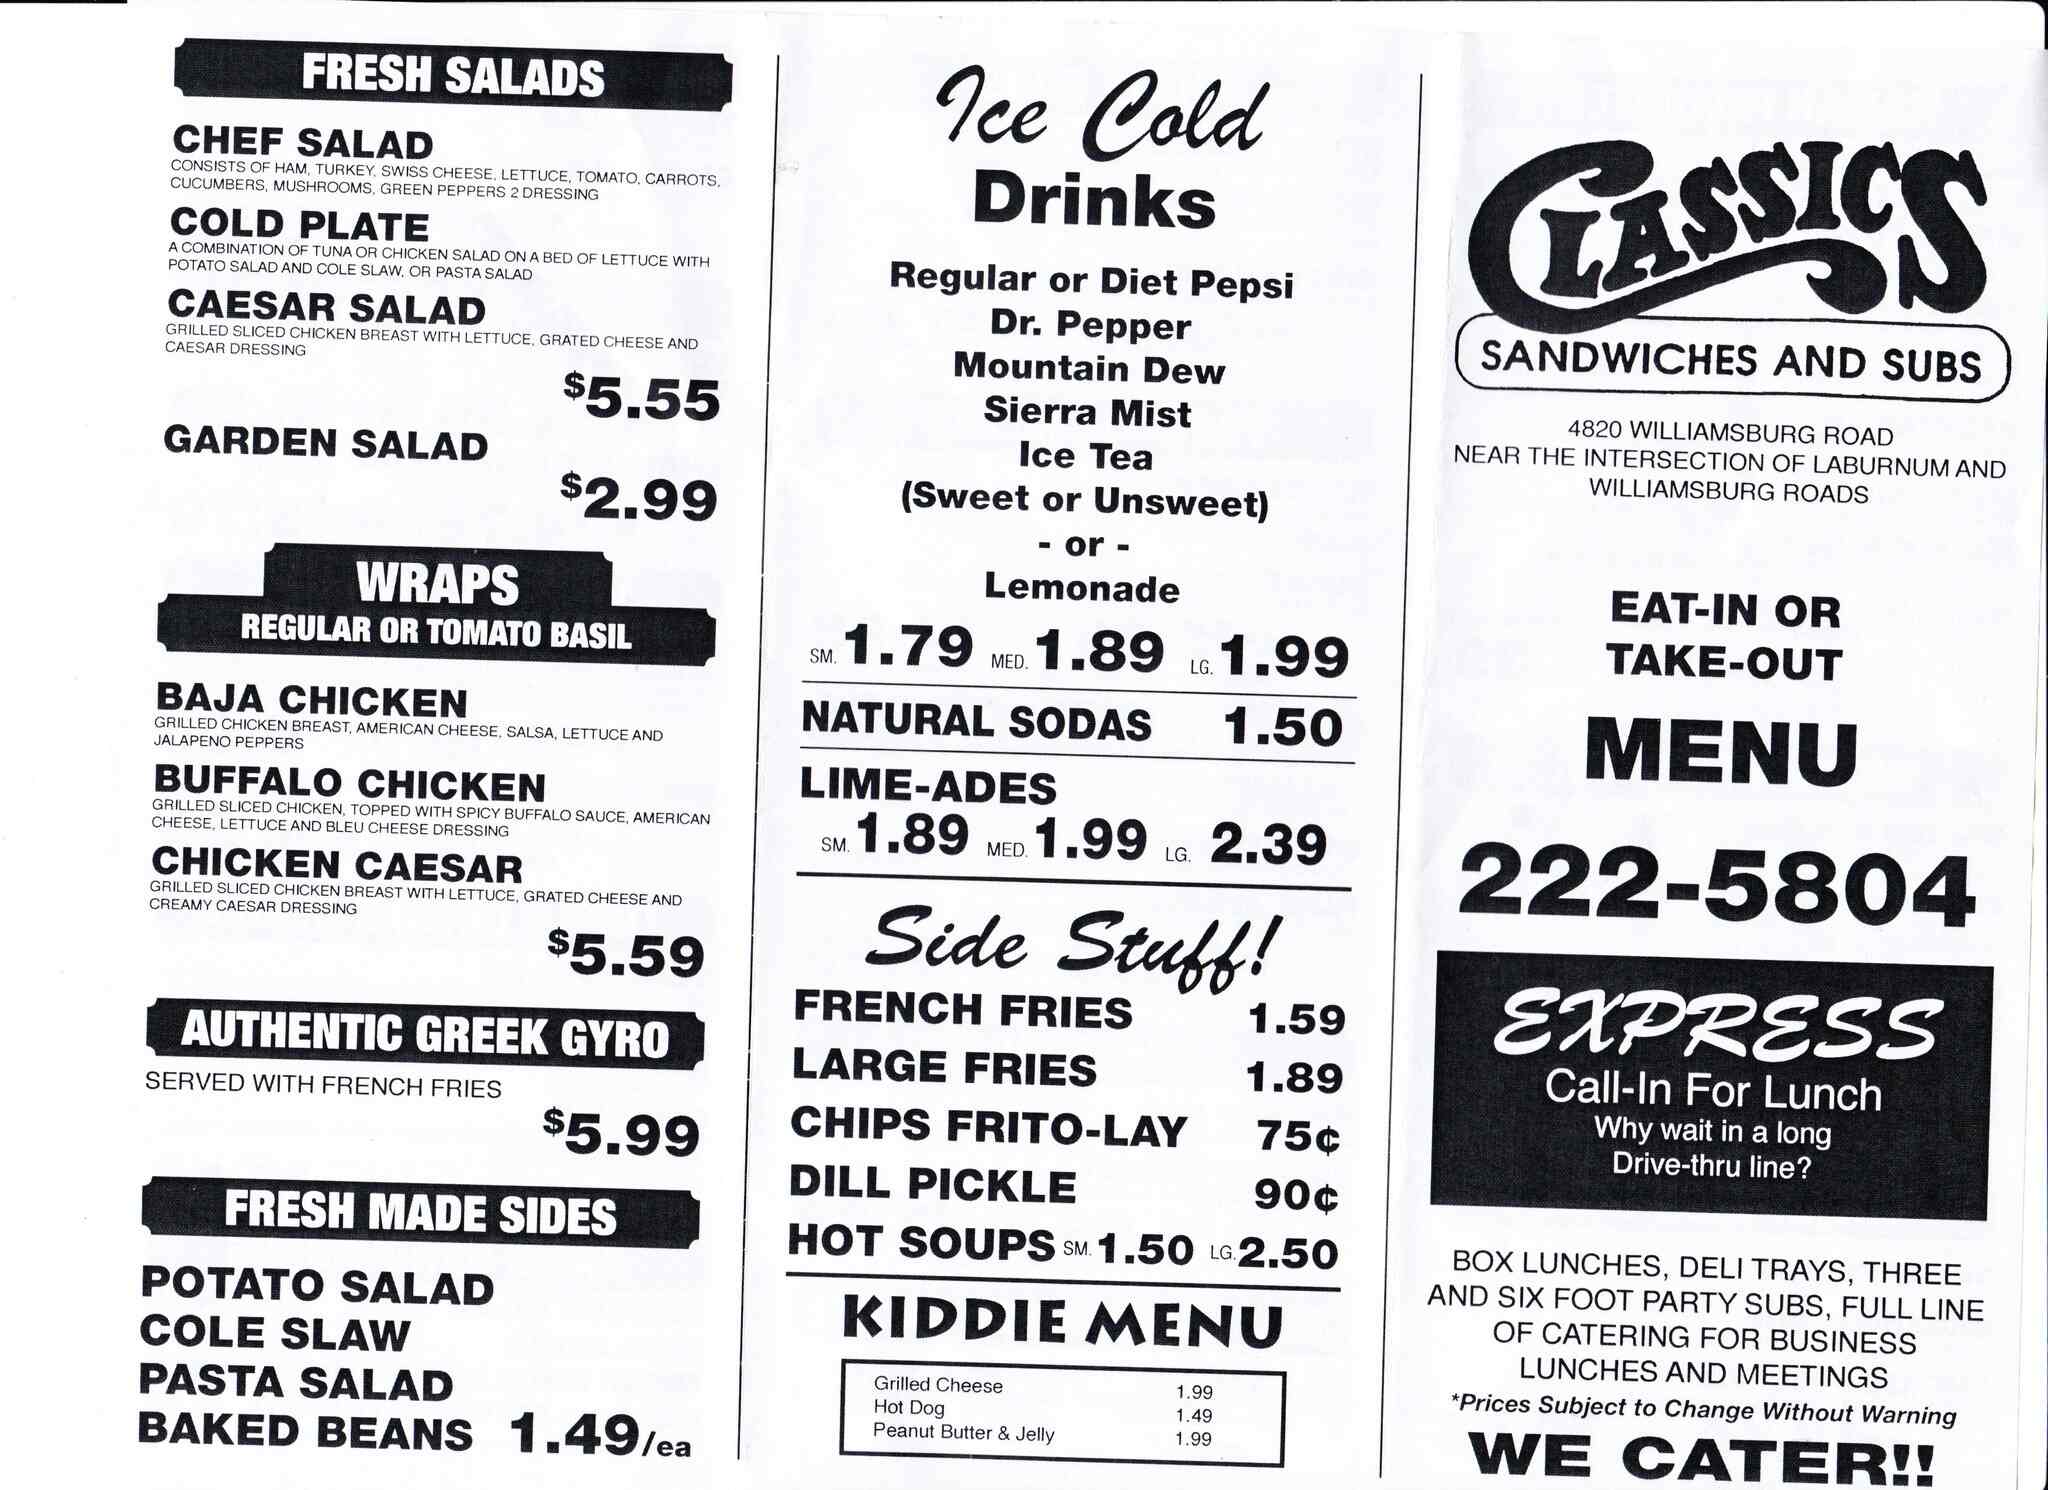 FRESH SALADS
CHEF SALAD
CONSISTS OF HAM, TURKEY, SWISS CHEESE, LETTUCE, TOMATO, CARROTS,
CUCUMBERS, MUSHROOMS, GREEN PEPPERS 2 DRESSING
COLD PLATE
A COMBINATION OF TUNA OR CHICKEN SALAD ON A BED OF LETTUCE WITH
POTATO SALAD AND COLE SLAW, OR PASTA SALAD
CAESAR SALAD
GRILLED SLICED CHICKEN BREAST WITH LETTUCE, GRATED CHEESE AND
CAESAR DRESSING
$5.55
GARDEN SALAD
$2.99
WRAPS
REGULAR OR TOMATO BASIL
BAJA CHICKEN
GRILLED CHICKEN BREAST, AMERICAN CHEESE, SALSA, LETTUCE AND
JALAPENO PEPPERS
BUFFALO CHICKEN
GRILLED SLICED CHICKEN, TOPPED WITH SPICY BUFFALO SAUCE, AMERICAN
CHEESE, LETTUCE AND BLEU CHEESE DRESSING
CHICKEN CAESAR
GRILLED SLICED CHICKEN BREAST WITH LETTUCE, GRATED CHEESE AND
CREAMY CAESAR DRESSING
$5.59
AUTHENTIC GREEK GYRO
SERVED WITH FRENCH FRIES
$5.99
FRESH MADE SIDES
POTATO SALAD
COLE SLAW
PASTA SALAD
BAKED BEANS 1.49/ea
Ice Cold
Drinks
Regular or Diet Pepsi
Dr. Pepper
Mountain Dew
Sierra Mist
Ice Tea
(Sweet or Unsweet)
- or -
Lemonade
SM. 1.79 MED. 1.89 LG. 1.99
NATURAL SODAS 1.50
LIME-ADES
SM. 1.89 MED. 1.99 LG. 2.39
Side Stuff!
FRENCH FRIES 1.59
LARGE FRIES 1.89
CHIPS FRITO-LAY 75¢
DILL PICKLE 90¢
HOT SOUPS SM. 1.50 LG. 2.50
KIDDIE MENU
Grilled Cheese 1.99
Hot Dog 1.49
Peanut Butter & Jelly 1.99
CLASSICS
SANDWICHES AND SUBS
4820 WILLIAMSBURG ROAD
NEAR THE INTERSECTION OF LABURNUM AND
WILLIAMSBURG ROADS
EAT-IN OR
TAKE-OUT
MENU
222-5804
EXPRESS
Call-In For Lunch
Why wait in a long
Drive-thru line?
BOX LUNCHES, DELI TRAYS, THREE
AND SIX FOOT PARTY SUBS, FULL LINE
OF CATERING FOR BUSINESS
LUNCHES AND MEETINGS
*Prices Subject to Change Without Warning
WE CATER!!